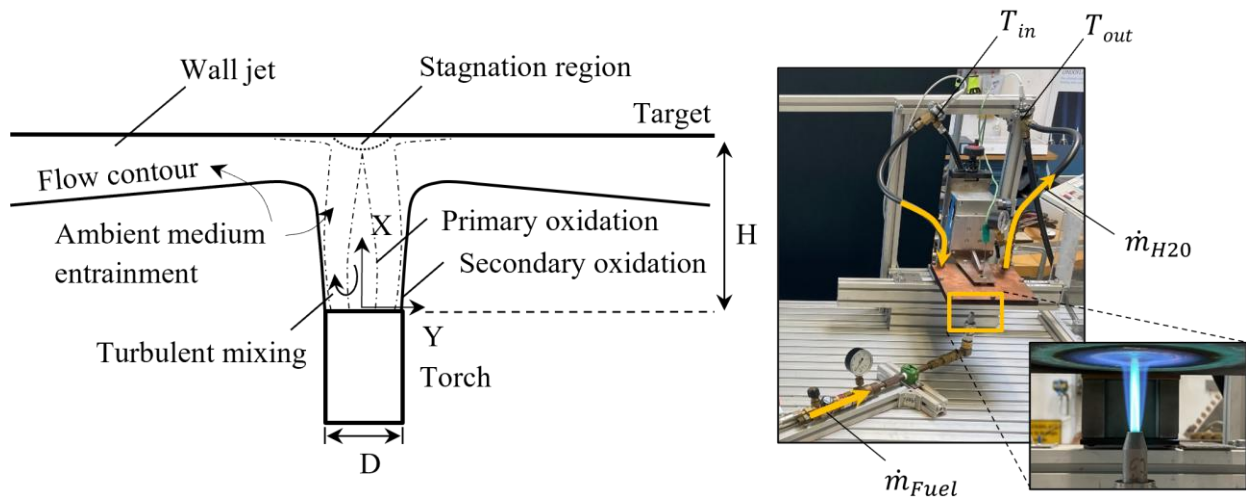 Wall jet
Stagnation region
Target
Flow contour
Ambient medium
entrainment
X
Primary oxidation
Secondary oxidation
H
Y
Turbulent mixing
Torch
D
T_in
T_out
ṁ_H20
ṁ_Fuel